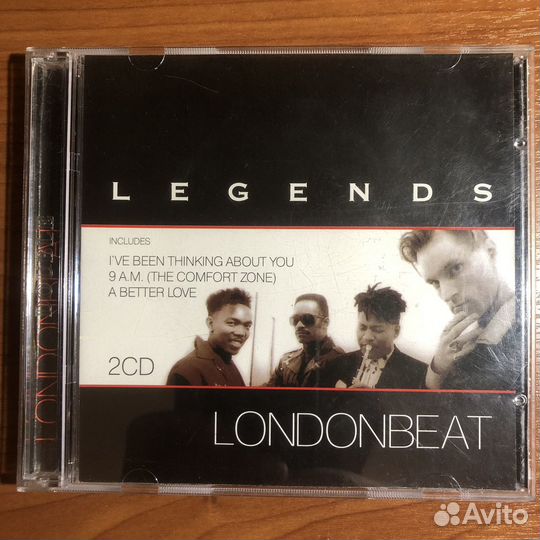 LEGENDS
INCLUDES
I'VE BEEN THINKING ABOUT YOU
9 A.M. (THE COMFORT ZONE)
A BETTER LOVE
2CD
LONDONBEAT
LONDONBEAT
Avito